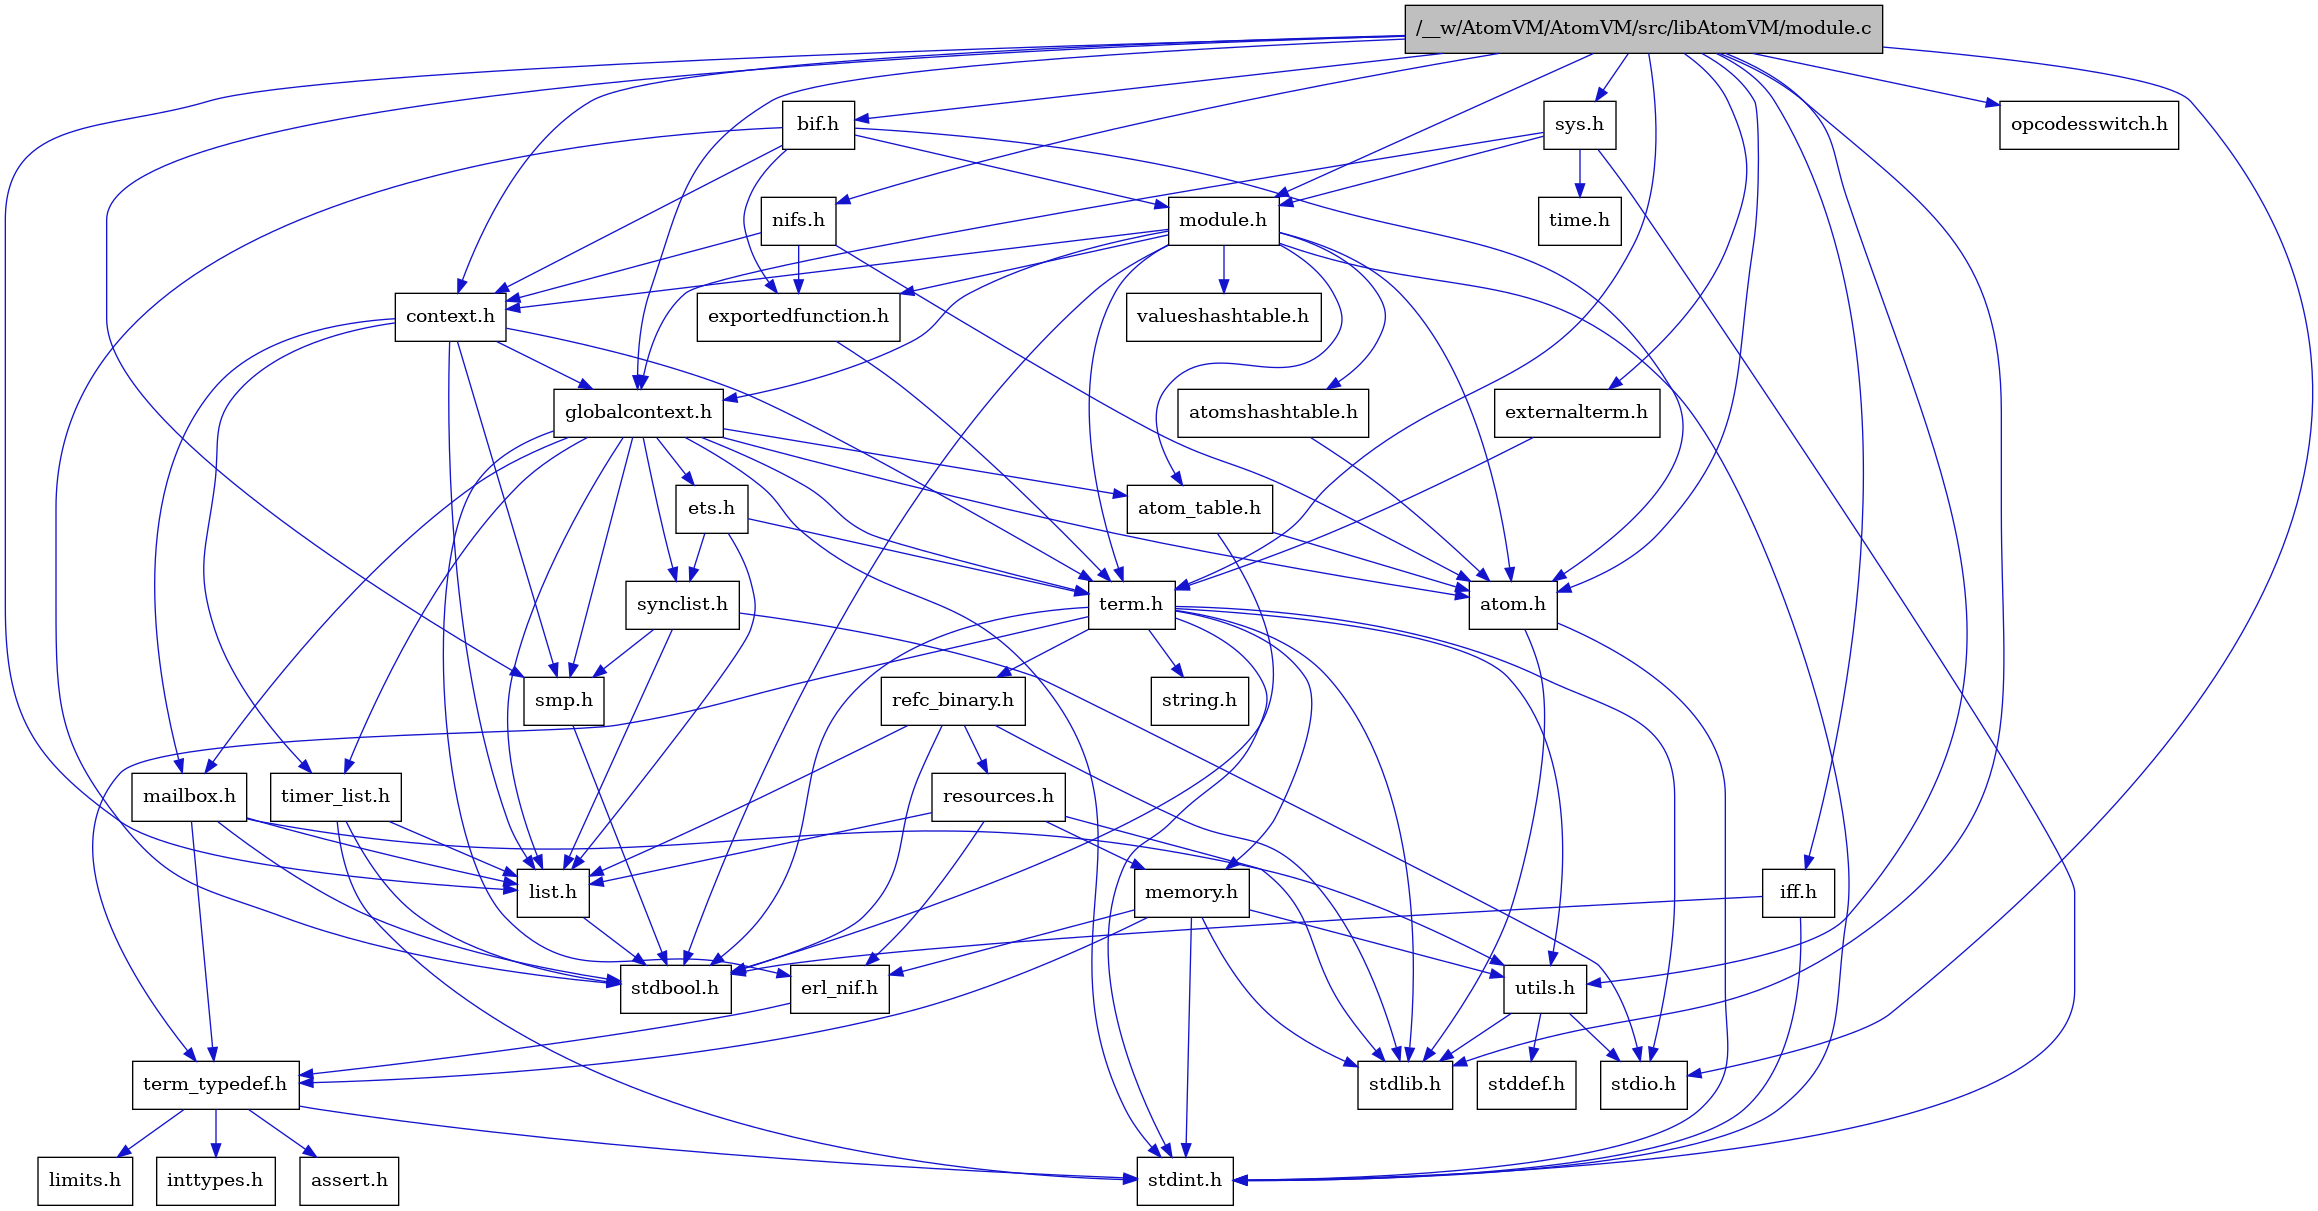 /__w/AtomVM/AtomVM/src/libAtomVM/module.c
bif.h
sys.h
opcodesswitch.h
nifs.h
module.h
time.h
context.h
exportedfunction.h
valueshashtable.h
globalcontext.h
atomshashtable.h
externalterm.h
ets.h
atom_table.h
synclist.h
term.h
atom.h
smp.h
refc_binary.h
string.h
mailbox.h
timer_list.h
resources.h
list.h
memory.h
iff.h
stdbool.h
erl_nif.h
utils.h
term_typedef.h
stdlib.h
stddef.h
stdio.h
limits.h
inttypes.h
assert.h
stdint.h